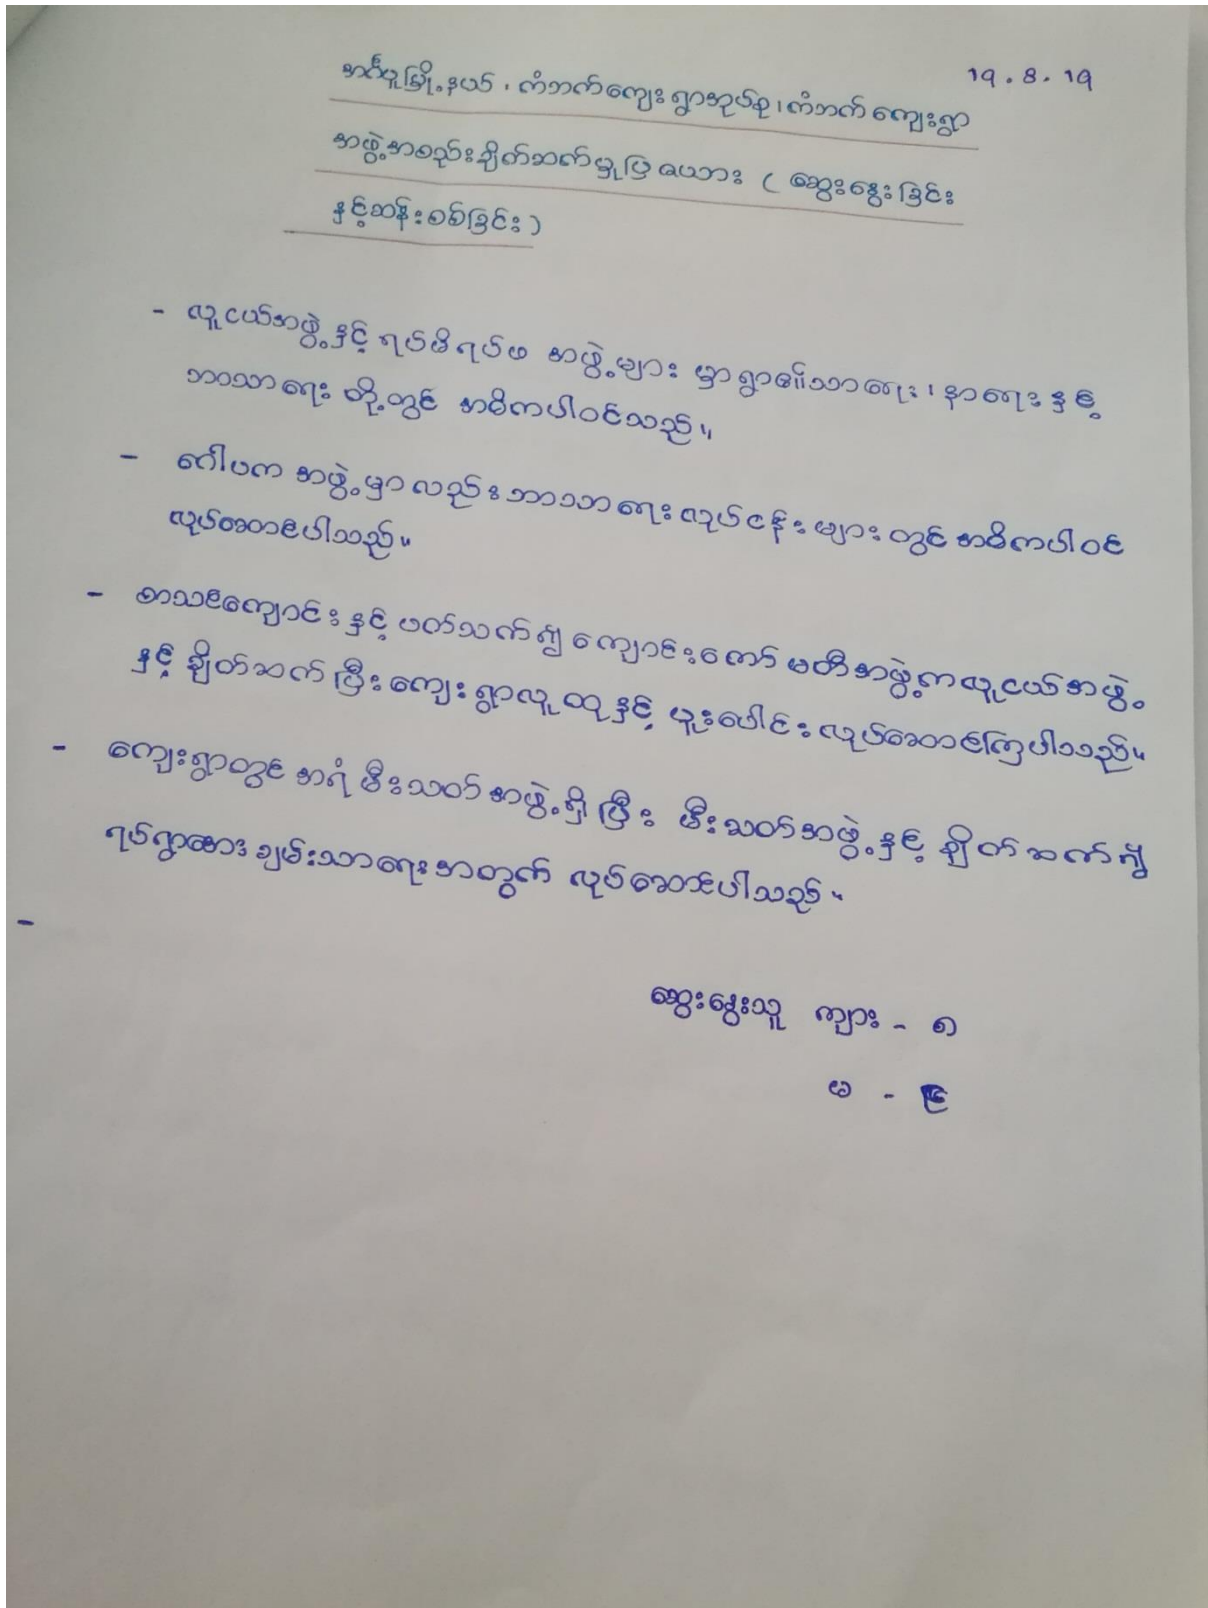 19.8.19
အင်္ဂပူမြို့နယ်၊ ကံဘက်ကျေးရွာအုပ်စု၊ ကံဘက်ကျေးရွာ
အဖွဲ့အစည်းချိတ်ဆက်မှုပြဇယား (ဆွေးနွေးခြင်း
နှင့်ဆန်းစစ်ခြင်း)
- လူငယ်အဖွဲ့နှင့် ရပ်မိရပ်ဖ အဖွဲ့များ မှာ ရွာ၏သာရေး၊ နာရေးနှင့်
ဘာသာရေး တို့တွင် အဓိကပါဝင်သည်။
- ဂေါပက အဖွဲ့မှာလည်းဘာသာရေးလုပ်ငန်းများတွင် အဓိကပါဝင်
လုပ်ဆောင်ပါသည်။
- စာသင်ကျောင်းနှင့် ပတ်သက်၍ ကျောင်းကော်မတီအဖွဲ့ကလူငယ်အဖွဲ့
နှင့် ချိတ်ဆက်ပြီးကျေးရွာလူထုနှင့် ပူးပေါင်းလုပ်ဆောင်ကြပါသည်။
- ကျေးရွာတွင် အရံမီးသတ်အဖွဲ့ရှိပြီး မီးသတ်အဖွဲ့နှင့် ချိတ်ဆက်၍
ရပ်ရွာအေးချမ်းသာရေးအတွက် လုပ်ဆောင်ပါသည်။
-
ဆွေးနွေးသူ ကျား - ၈
မ -